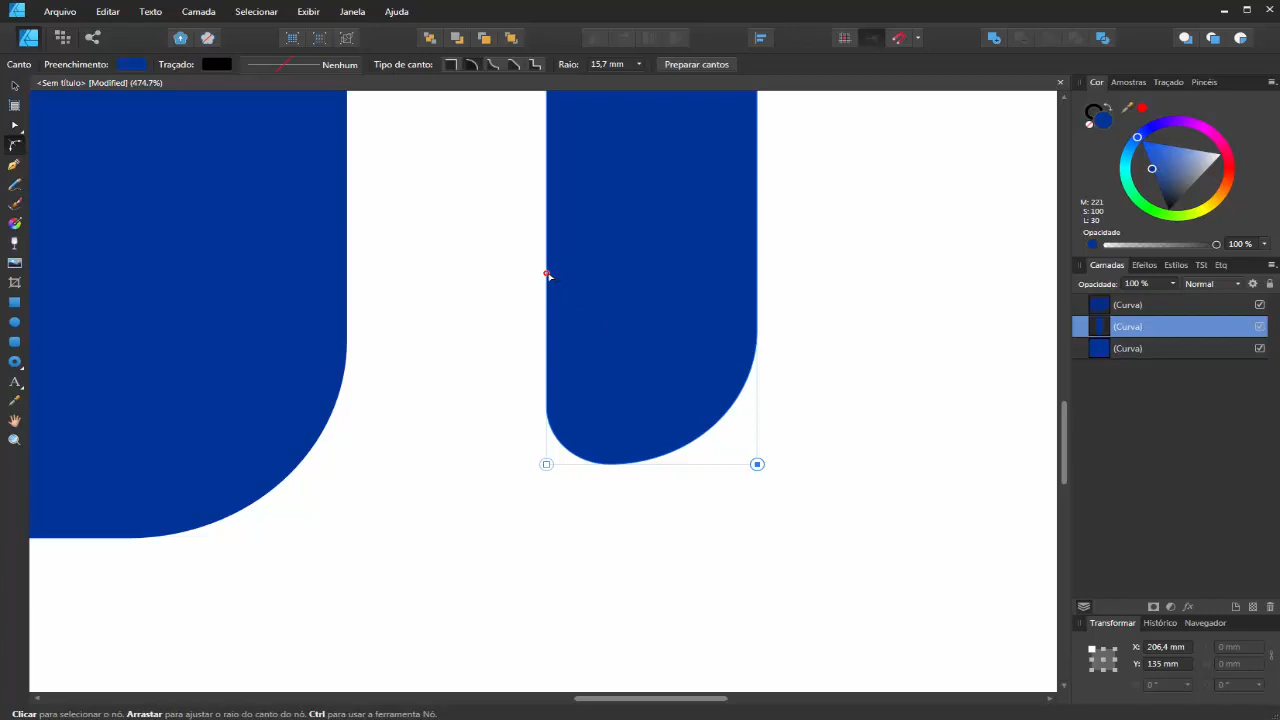 Arquivo Editar Texto Camada Selecionar Exibir Janela Ajuda
Canto Preenchimento: Traçado: Nenhum Tipo de canto: Raio: 15,7 mm Preparar cantos
<Sem título> [Modified] (474.7%)
Cor Amostras Traçado Pincéis
M: 221
S: 100
L: 30
Opacidade
100 %
Camadas Efeitos Estilos TSI Etq
Opacidade: 100 % Normal
(Curva)
(Curva)
(Curva)
Transformar Histórico Navegador
X: 206,4 mm 0 mm
Y: 135 mm 0 mm
0 ° 0 °
Clicar para selecionar o nó. Arrastar para ajustar o raio do canto do nó. Ctrl para usar a ferramenta Nó.